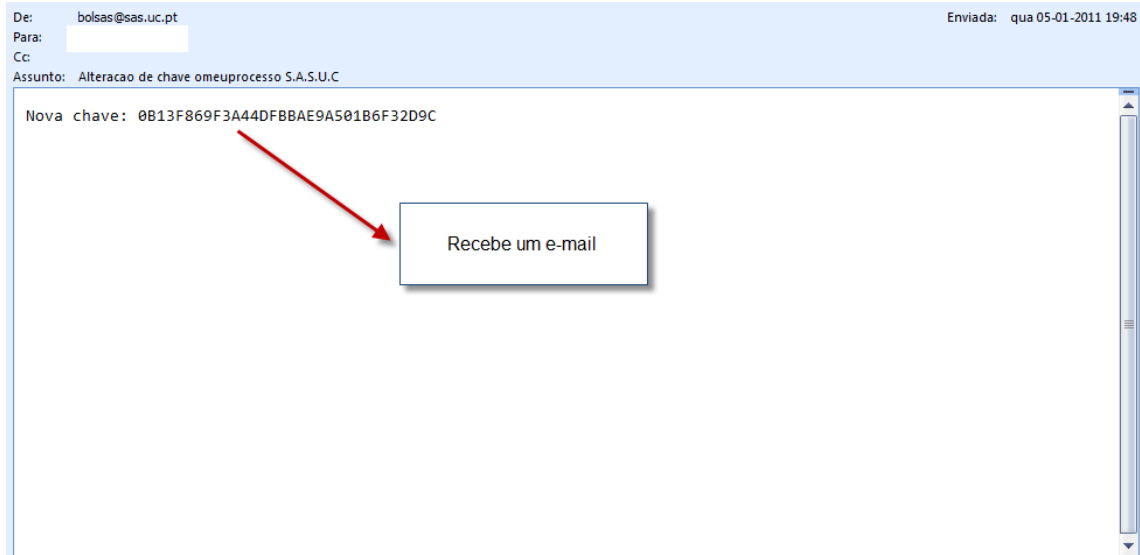 De: bolsas@sas.uc.pt Enviada: qua 05-01-2011 19:48
Para:
Cc:
Assunto: Alteracao de chave omeuprocesso S.A.S.U.C
Nova chave: 0B13F869F3A44DFBBAE9A501B6F32D9C
Recebe um e-mail